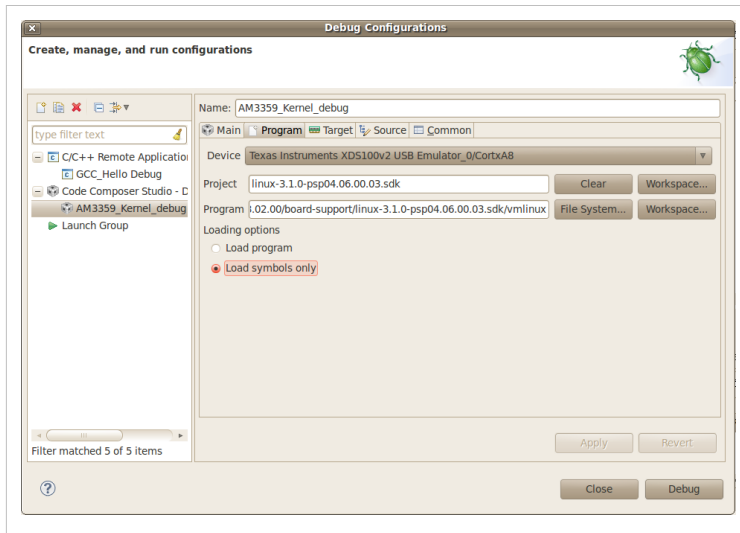 Debug Configurations
Create, manage, and run configurations
type filter text
C/C++ Remote Application
GCC_Hello Debug
Code Composer Studio - D
AM3359_Kernel_debug
Launch Group
Filter matched 5 of 5 items
Name: AM3359_Kernel_debug
Main Program Target Source Common
Device Texas Instruments XDS100v2 USB Emulator_0/CortxA8
Project linux-3.1.0-psp04.06.00.03.sdk Clear Workspace...
Program .02.00/board-support/linux-3.1.0-psp04.06.00.03.sdk/vmlinux File System... Workspace...
Loading options
Load program
Load symbols only
Apply Revert
Close Debug